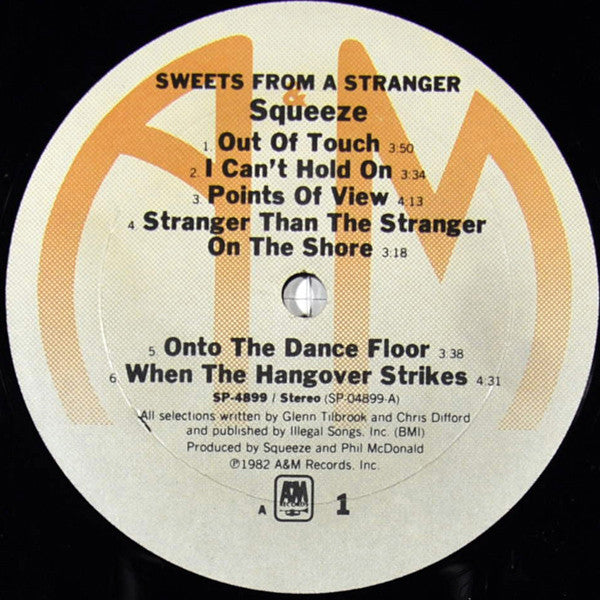 SWEETS FROM A STRANGER
&
Squeeze
1. Out Of Touch 3:50
2. I Can't Hold On 3:34
3. Points Of View 4:13
4. Stranger Than The Stranger
On The Shore 3:18
5. Onto The Dance Floor 3:38
6. When The Hangover Strikes 4:31
SP-4899 / Stereo (SP-04899-A)
All selections written by Glenn Tilbrook and Chris Difford
and published by Illegal Songs, Inc. (BMI)
Produced by Squeeze and Phil McDonald
℗1982 A&M Records, Inc.
A&M
RECORDS
A 1